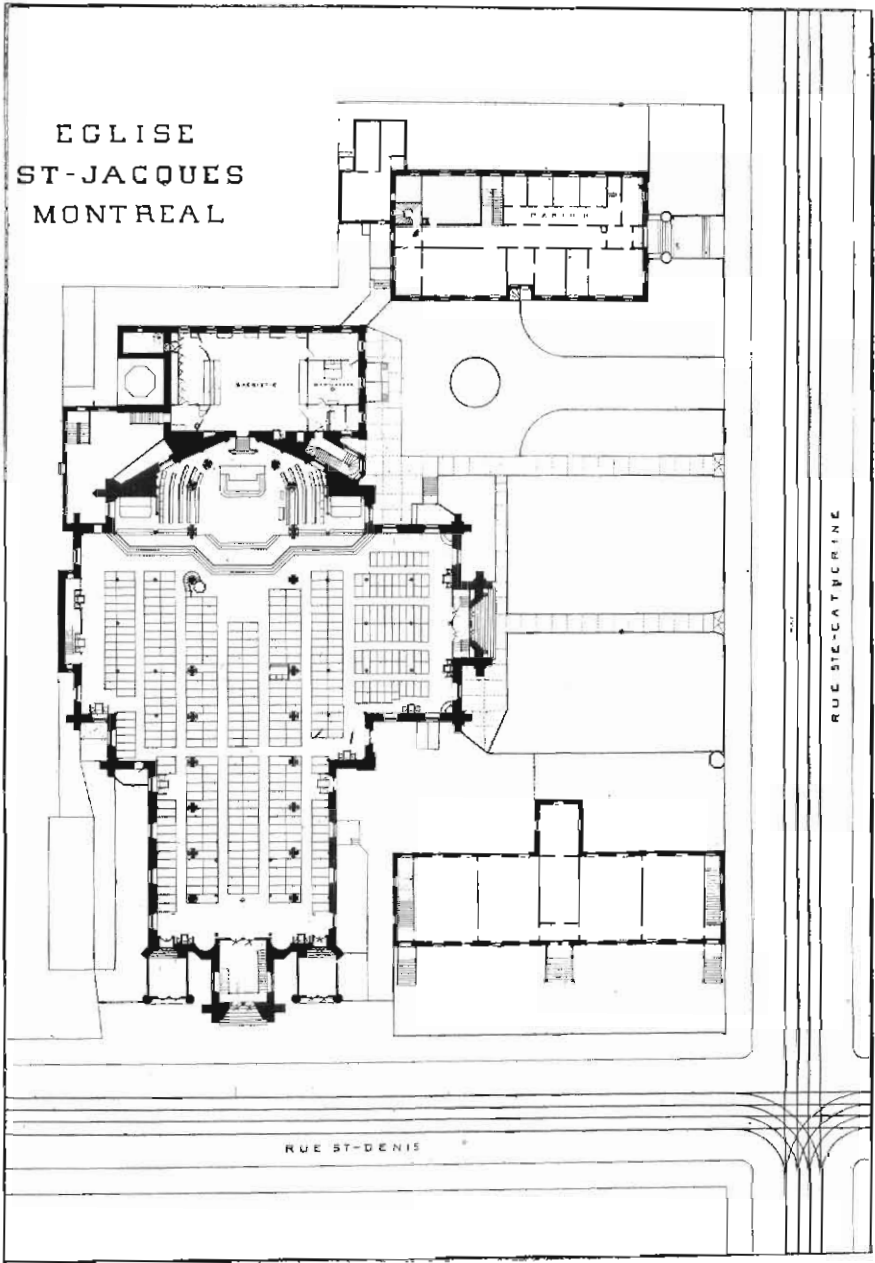 EGLISE
ST-JACQUES
MONTREAL
SACRISTIE
RUE STE-CATHERINE
RUE ST-DENIS